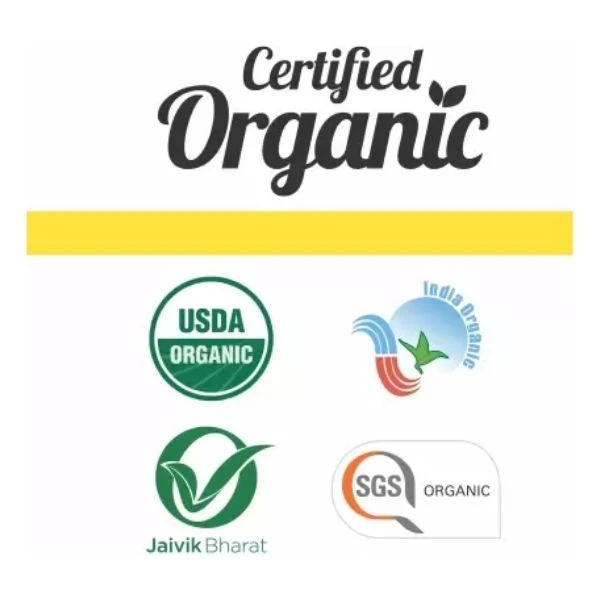 Certified
Organic
USDA
ORGANIC
India Organic
Jaivik Bharat
SGS ORGANIC